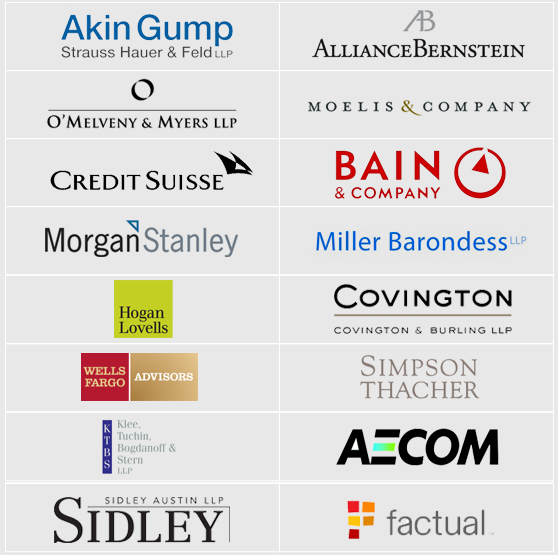 Akin Gump
Strauss Hauer & Feld LLP
AB
ALLIANCEBERNSTEIN
O
O'MELVENY & MYERS LLP
MOELIS & COMPANY
CREDIT SUISSE
BAIN
& COMPANY
Morgan Stanley
Miller Barondess LLP
Hogan
Lovells
COVINGTON
COVINGTON & BURLING LLP
WELLS
FARGO
ADVISORS
SIMPSON
THACHER
KTBS
Klee,
Tuchin,
Bogdanoff &
Stern
LLP
AECOM
SIDLEY AUSTIN LLP
SIDLEY
factual